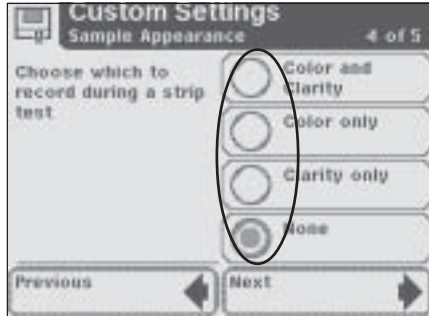 Custom Settings
Sample Appearance 4 of 5
Choose which to
record during a strip
test
Color and
Clarity
Color only
Clarity only
None
Previous
Next